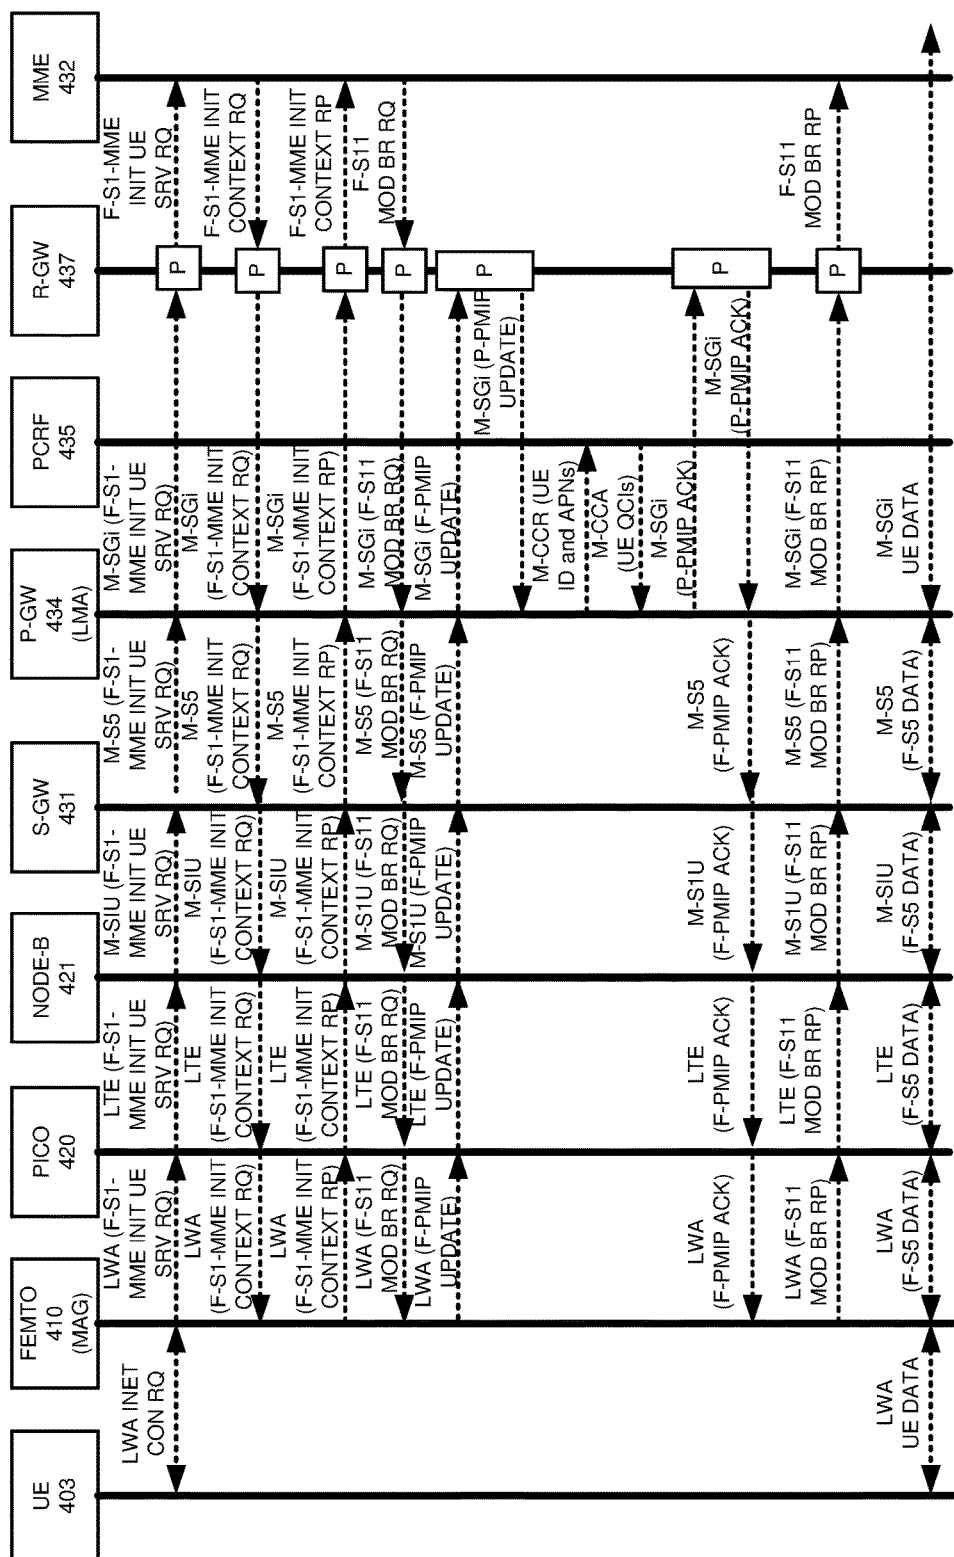 UE
403
FEMTO
410
(MAG)
PICO
420
NODE-B
421
S-GW
431
P-GW
434
(LMA)
PCRF
435
R-GW
437
MME
432
LWA INET
CON RQ
LWA (F-S1-
MME INIT UE
SRV RQ)
LTE (F-S1-
MME INIT UE
SRV RQ)
M-SIU (F-S1-
MME INIT UE
SRV RQ)
M-S5 (F-S1-
MME INIT UE
SRV RQ)
M-SGi (F-S1-
MME INIT UE
SRV RQ)
P
F-S1-MME
INIT UE
SRV RQ
LWA
(F-S1-MME INIT
CONTEXT RQ)
LTE
(F-S1-MME INIT
CONTEXT RQ)
M-SIU
(F-S1-MME INIT
CONTEXT RQ)
M-S5
(F-S1-MME INIT
CONTEXT RQ)
M-SGi
(F-S1-MME INIT
CONTEXT RQ)
P
F-S1-MME INIT
CONTEXT RQ
LWA
(F-S1-MME INIT
CONTEXT RP)
LTE
(F-S1-MME INIT
CONTEXT RP)
M-SIU
(F-S1-MME INIT
CONTEXT RP)
M-S5
(F-S1-MME INIT
CONTEXT RP)
M-SGi
(F-S1-MME INIT
CONTEXT RP)
P
F-S1-MME INIT
CONTEXT RP
LWA (F-S11
MOD BR RQ)
LTE (F-S11
MOD BR RQ)
M-S1U (F-S11
MOD BR RQ)
M-S5 (F-S11
MOD BR RQ)
M-SGi (F-S11
MOD BR RQ)
P
F-S11
MOD BR RQ
LWA (F-PMIP
UPDATE)
LTE (F-PMIP
UPDATE)
M-S1U (F-PMIP
UPDATE)
M-S5 (F-PMIP
UPDATE)
M-SGi (F-PMIP
UPDATE)
P
M-SGi (P-PMIP
UPDATE)
M-CCR (UE
ID and APNs)
M-CCA
(UE QCIs)
M-SGi
(P-PMIP ACK)
P
M-SGi
(P-PMIP ACK)
M-S5
(F-PMIP ACK)
M-S1U
(F-PMIP ACK)
LTE
(F-PMIP ACK)
LWA
(F-PMIP ACK)
LWA (F-S11
MOD BR RP)
LTE (F-S11
MOD BR RP)
M-S1U (F-S11
MOD BR RP)
M-S5 (F-S11
MOD BR RP)
M-SGi (F-S11
MOD BR RP)
P
F-S11
MOD BR RP
LWA
UE DATA
LWA
(F-S5 DATA)
LTE
(F-S5 DATA)
M-SIU
(F-S5 DATA)
M-S5
(F-S5 DATA)
M-SGi
UE DATA